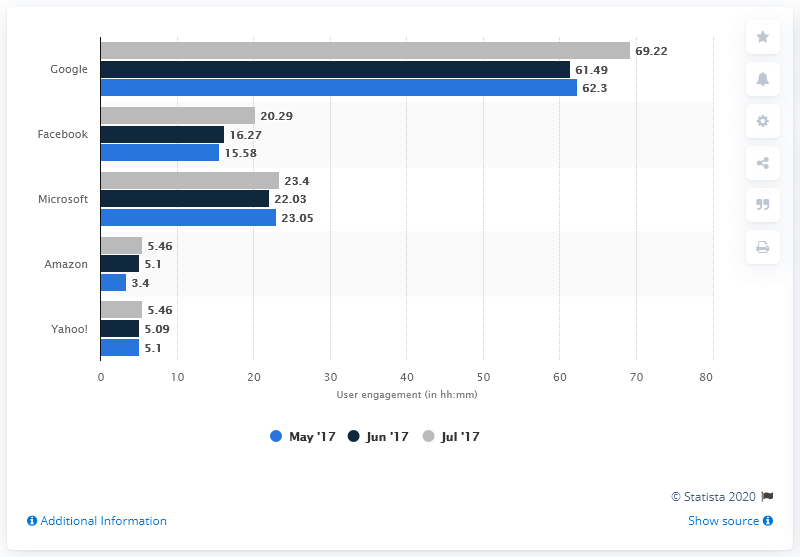 Google
69.22
61.49
62.3
Facebook
20.29
16.27
15.58
Microsoft
23.4
22.03
23.05
Amazon
5.46
5.1
3.4
Yahoo!
5.46
5.09
5.1
0 10 20 30 40 50 60 70 80
User engagement (in hh:mm)
May '17 Jun '17 Jul '17
© Statista 2020
Additional Information Show source